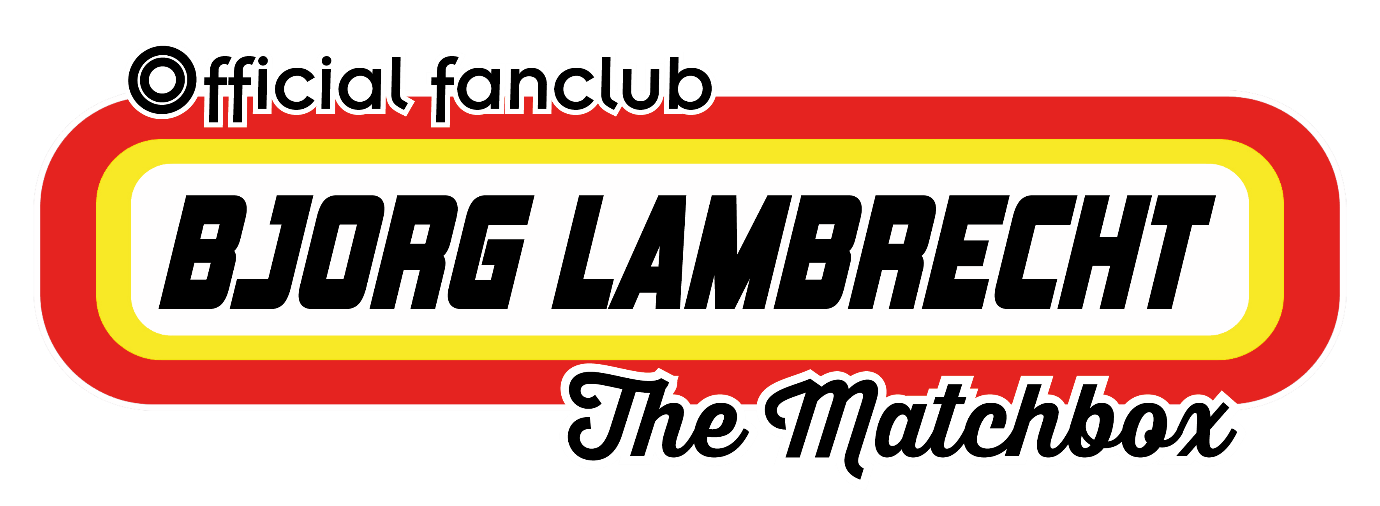 Official fanclub
BJORG LAMBRECHT
The Matchbox